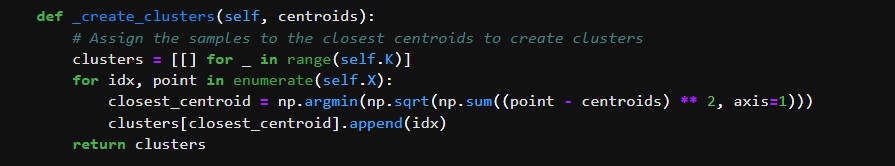 def _create_clusters(self, centroids):
    # Assign the samples to the closest centroids to create clusters
    clusters = [[] for _ in range(self.K)]
    for idx, point in enumerate(self.X):
        closest_centroid = np.argmin(np.sqrt(np.sum((point - centroids) ** 2, axis=1)))
        clusters[closest_centroid].append(idx)
    return clusters